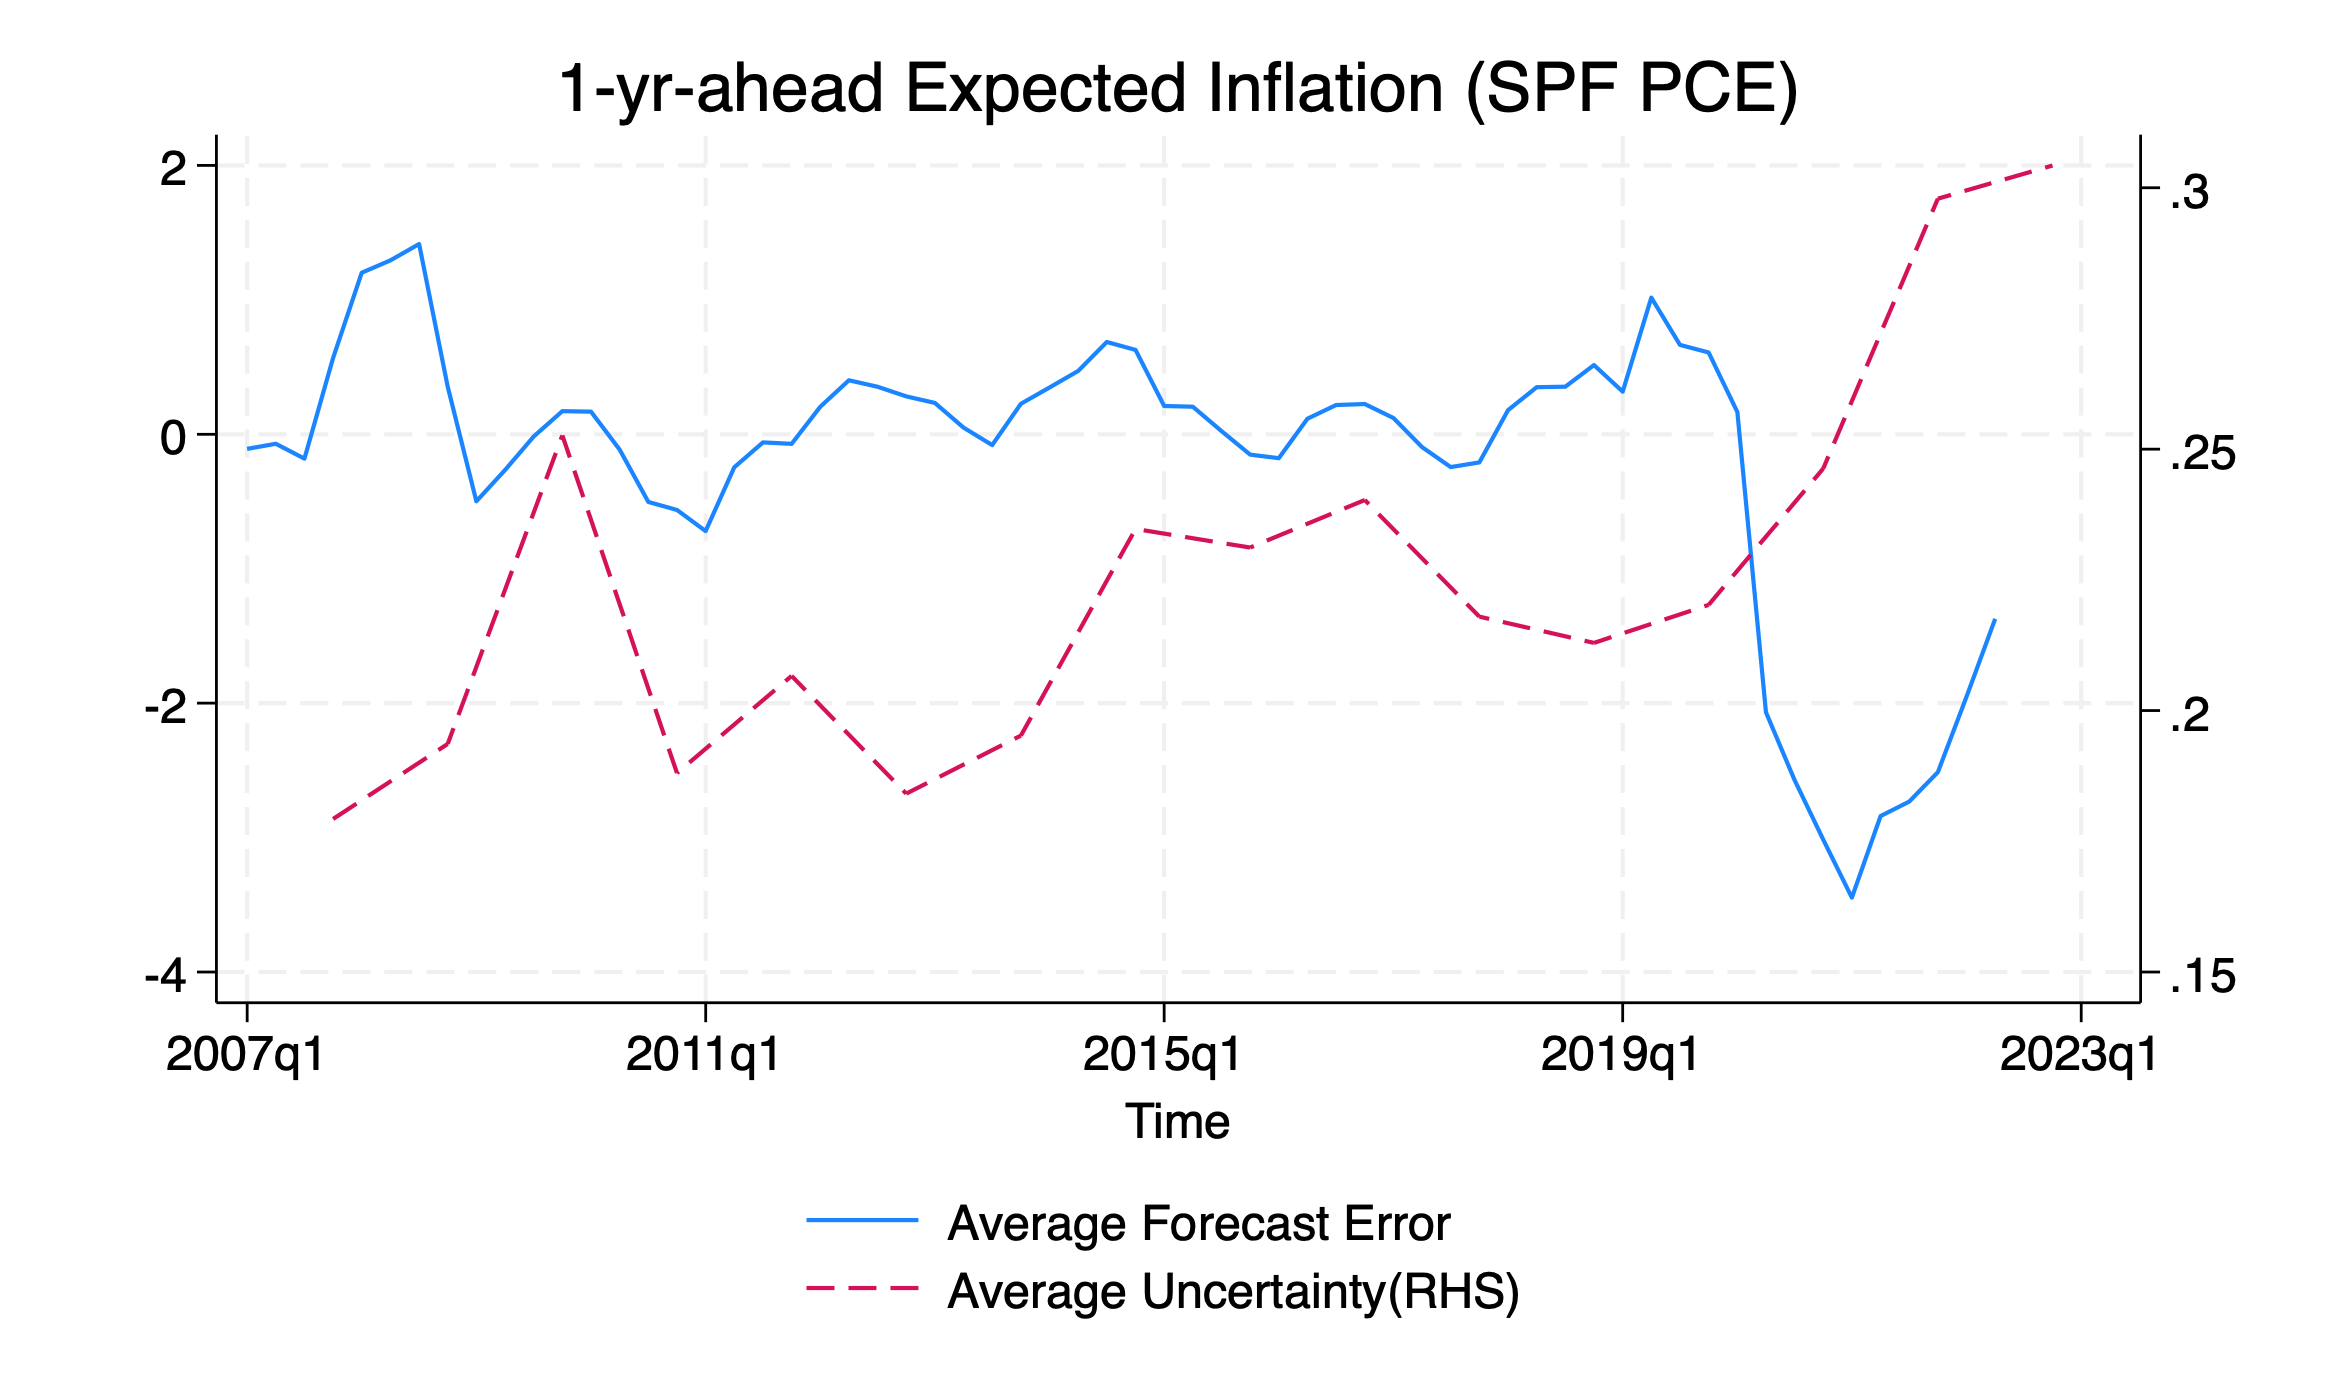 1-yr-ahead Expected Inflation (SPF PCE)
2
0
-2
-4
.3
.25
.2
.15
2007q1 2011q1 2015q1 2019q1 2023q1
Time
Average Forecast Error
Average Uncertainty(RHS)